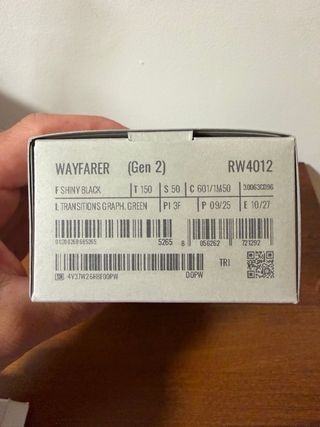 WAYFARER (Gen 2) RW4012
F SHINY BLACK T 150 S 50 C 601/1M50
L TRANSITIONS GRAPH. GREEN PI 3F P 09/25 E 10/27
5265 8 056262 721292
TR1
4V37W26H8F00PW DOPW